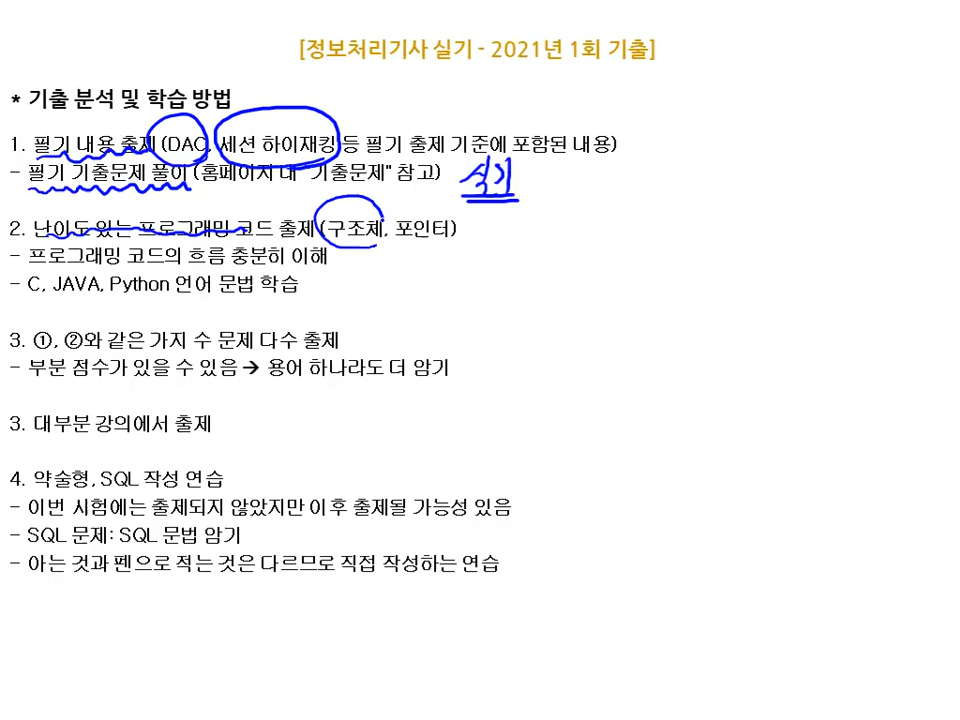 [정보처리기사 실기 - 2021년 1회 기출]
* 기출 분석 및 학습 방법
1. 필기 내용 출제 (DAC, 세션 하이재킹 등 필기 출제 기준에 포함된 내용)
- 필기 기출문제 풀이 (홈페이지 내 "기출문제" 참고) 실기
2. 난이도 있는 프로그래밍 코드 출제 (구조체, 포인터)
- 프로그래밍 코드의 흐름 충분히 이해
- C, JAVA, Python 언어 문법 학습
3. ①, ②와 같은 가지 수 문제 다수 출제
- 부분 점수가 있을 수 있음 → 용어 하나라도 더 암기
3. 대부분 강의에서 출제
4. 약술형, SQL 작성 연습
- 이번 시험에는 출제되지 않았지만 이후 출제될 가능성 있음
- SQL 문제: SQL 문법 암기
- 아는 것과 펜으로 적는 것은 다르므로 직접 작성하는 연습